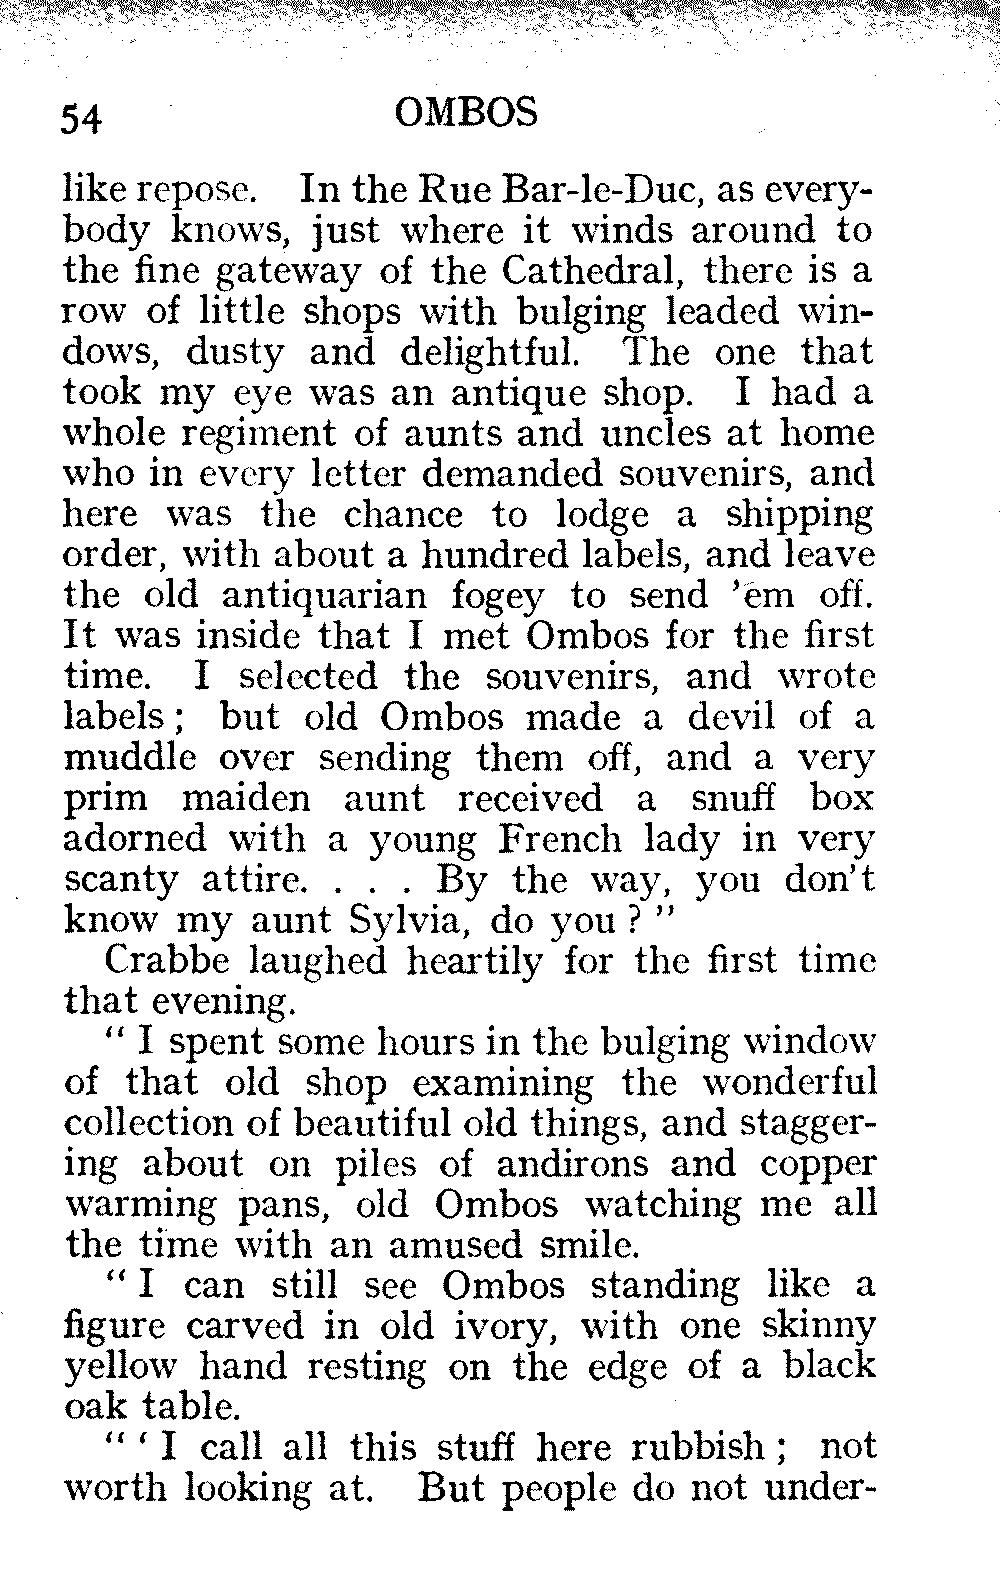 54 OMBOS
like repose. In the Rue Bar-le-Duc, as every-
body knows, just where it winds around to
the fine gateway of the Cathedral, there is a
row of little shops with bulging leaded win-
dows, dusty and delightful. The one that
took my eye was an antique shop. I had a
whole regiment of aunts and uncles at home
who in every letter demanded souvenirs, and
here was the chance to lodge a shipping
order, with about a hundred labels, and leave
the old antiquarian fogey to send 'em off.
It was inside that I met Ombos for the first
time. I selected the souvenirs, and wrote
labels ; but old Ombos made a devil of a
muddle over sending them off, and a very
prim maiden aunt received a snuff box
adorned with a young French lady in very
scanty attire. . . . By the way, you don't
know my aunt Sylvia, do you ? "
Crabbe laughed heartily for the first time
that evening.
" I spent some hours in the bulging window
of that old shop examining the wonderful
collection of beautiful old things, and stagger-
ing about on piles of andirons and copper
warming pans, old Ombos watching me all
the time with an amused smile.
" I can still see Ombos standing like a
figure carved in old ivory, with one skinny
yellow hand resting on the edge of a black
oak table.
" ' I call all this stuff here rubbish ; not
worth looking at. But people do not under-